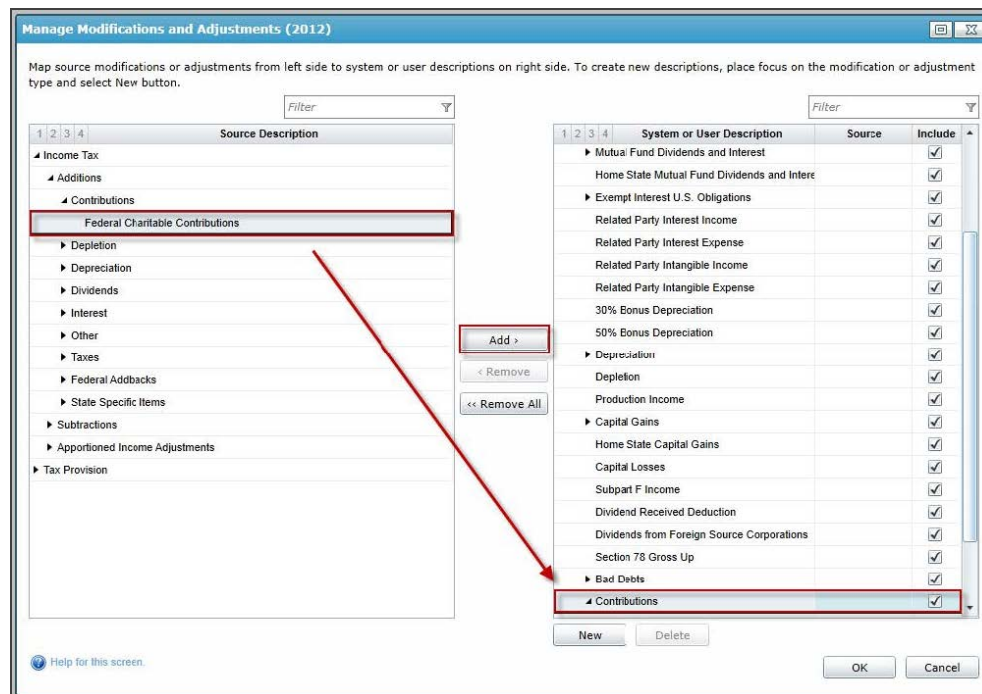 Manage Modifications and Adjustments (2012)
Map source modifications or adjustments from left side to system or user descriptions on right side. To create new descriptions, place focus on the modification or adjustment
type and select New button.
Filter
1 2 3 4 Source Description
Income Tax
Additions
Contributions
Federal Charitable Contributions
Depletion
Depreciation
Dividends
Interest
Other
Taxes
Federal Addbacks
State Specific Items
Subtractions
Apportioned Income Adjustments
Tax Provision
Add >
< Remove
<< Remove All
Filter
1 2 3 4 System or User Description Source Include
Mutual Fund Dividends and Interest
Home State Mutual Fund Dividends and Intere
Exempt Interest U.S. Obligations
Related Party Interest Income
Related Party Interest Expense
Related Party Intangible Income
Related Party Intangible Expense
30% Bonus Depreciation
50% Bonus Depreciation
Depreciation
Depletion
Production Income
Capital Gains
Home State Capital Gains
Capital Losses
Subpart F Income
Dividend Received Deduction
Dividends from Foreign Source Corporations
Section 78 Gross Up
Bad Debts
Contributions
New Delete
Help for this screen.
OK Cancel